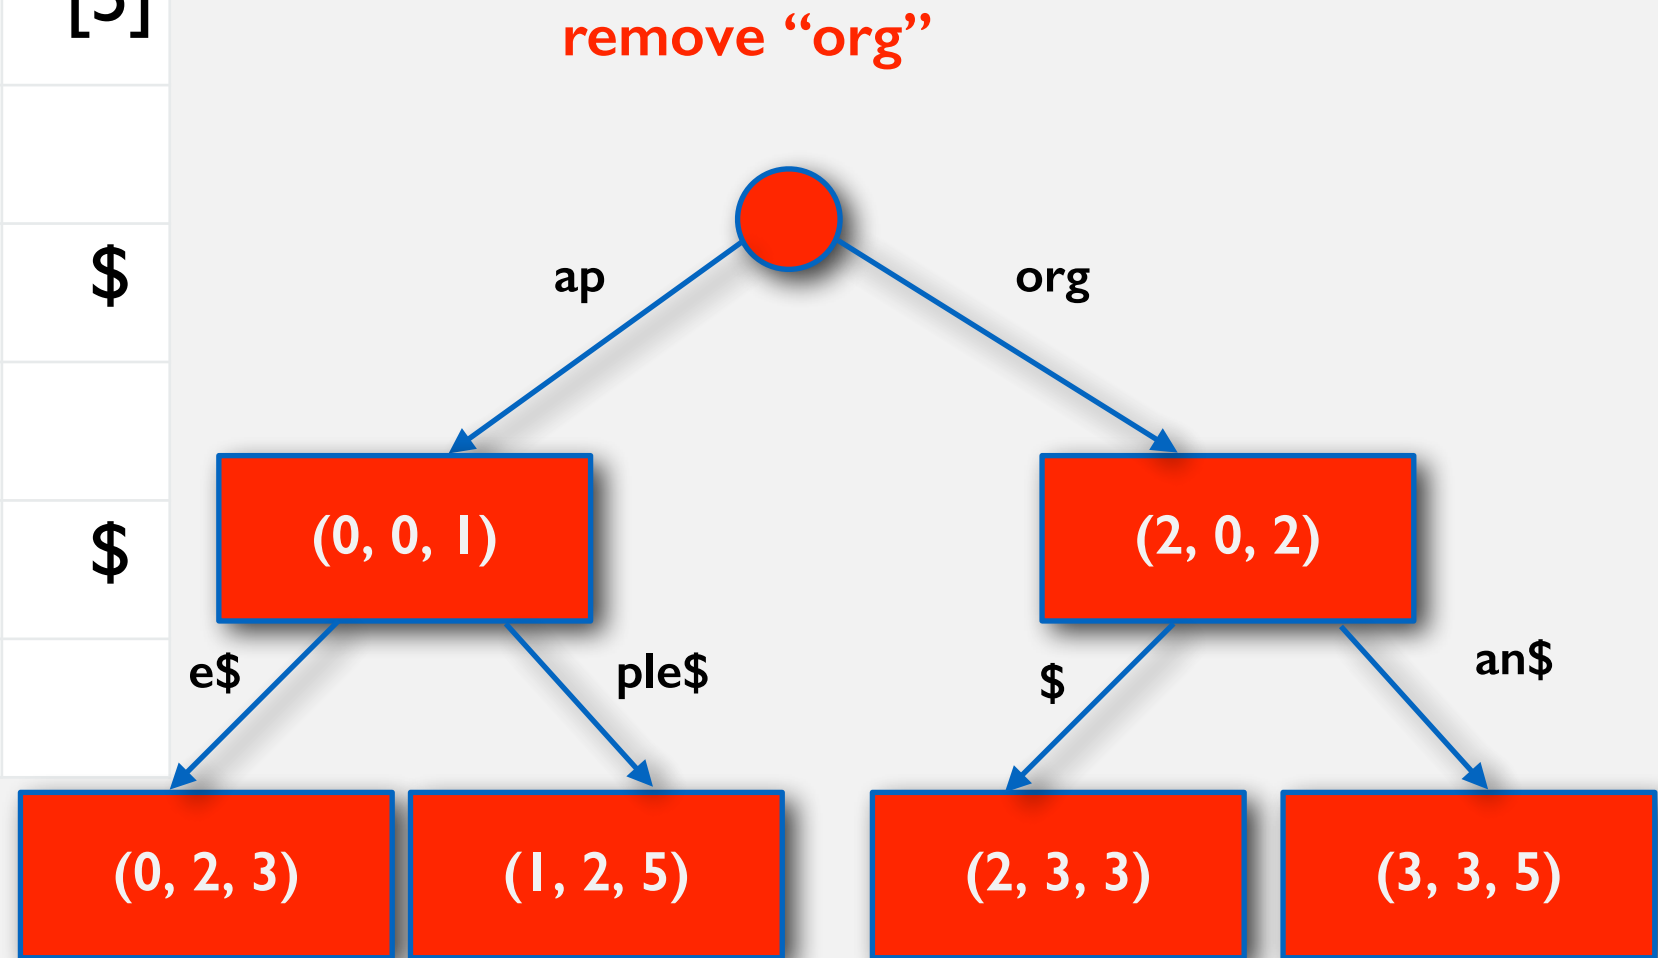 [5]
remove “org”
$
ap
org
$
(0, 0, 1)
(2, 0, 2)
e$
ple$
$
an$
(0, 2, 3)
(1, 2, 5)
(2, 3, 3)
(3, 3, 5)